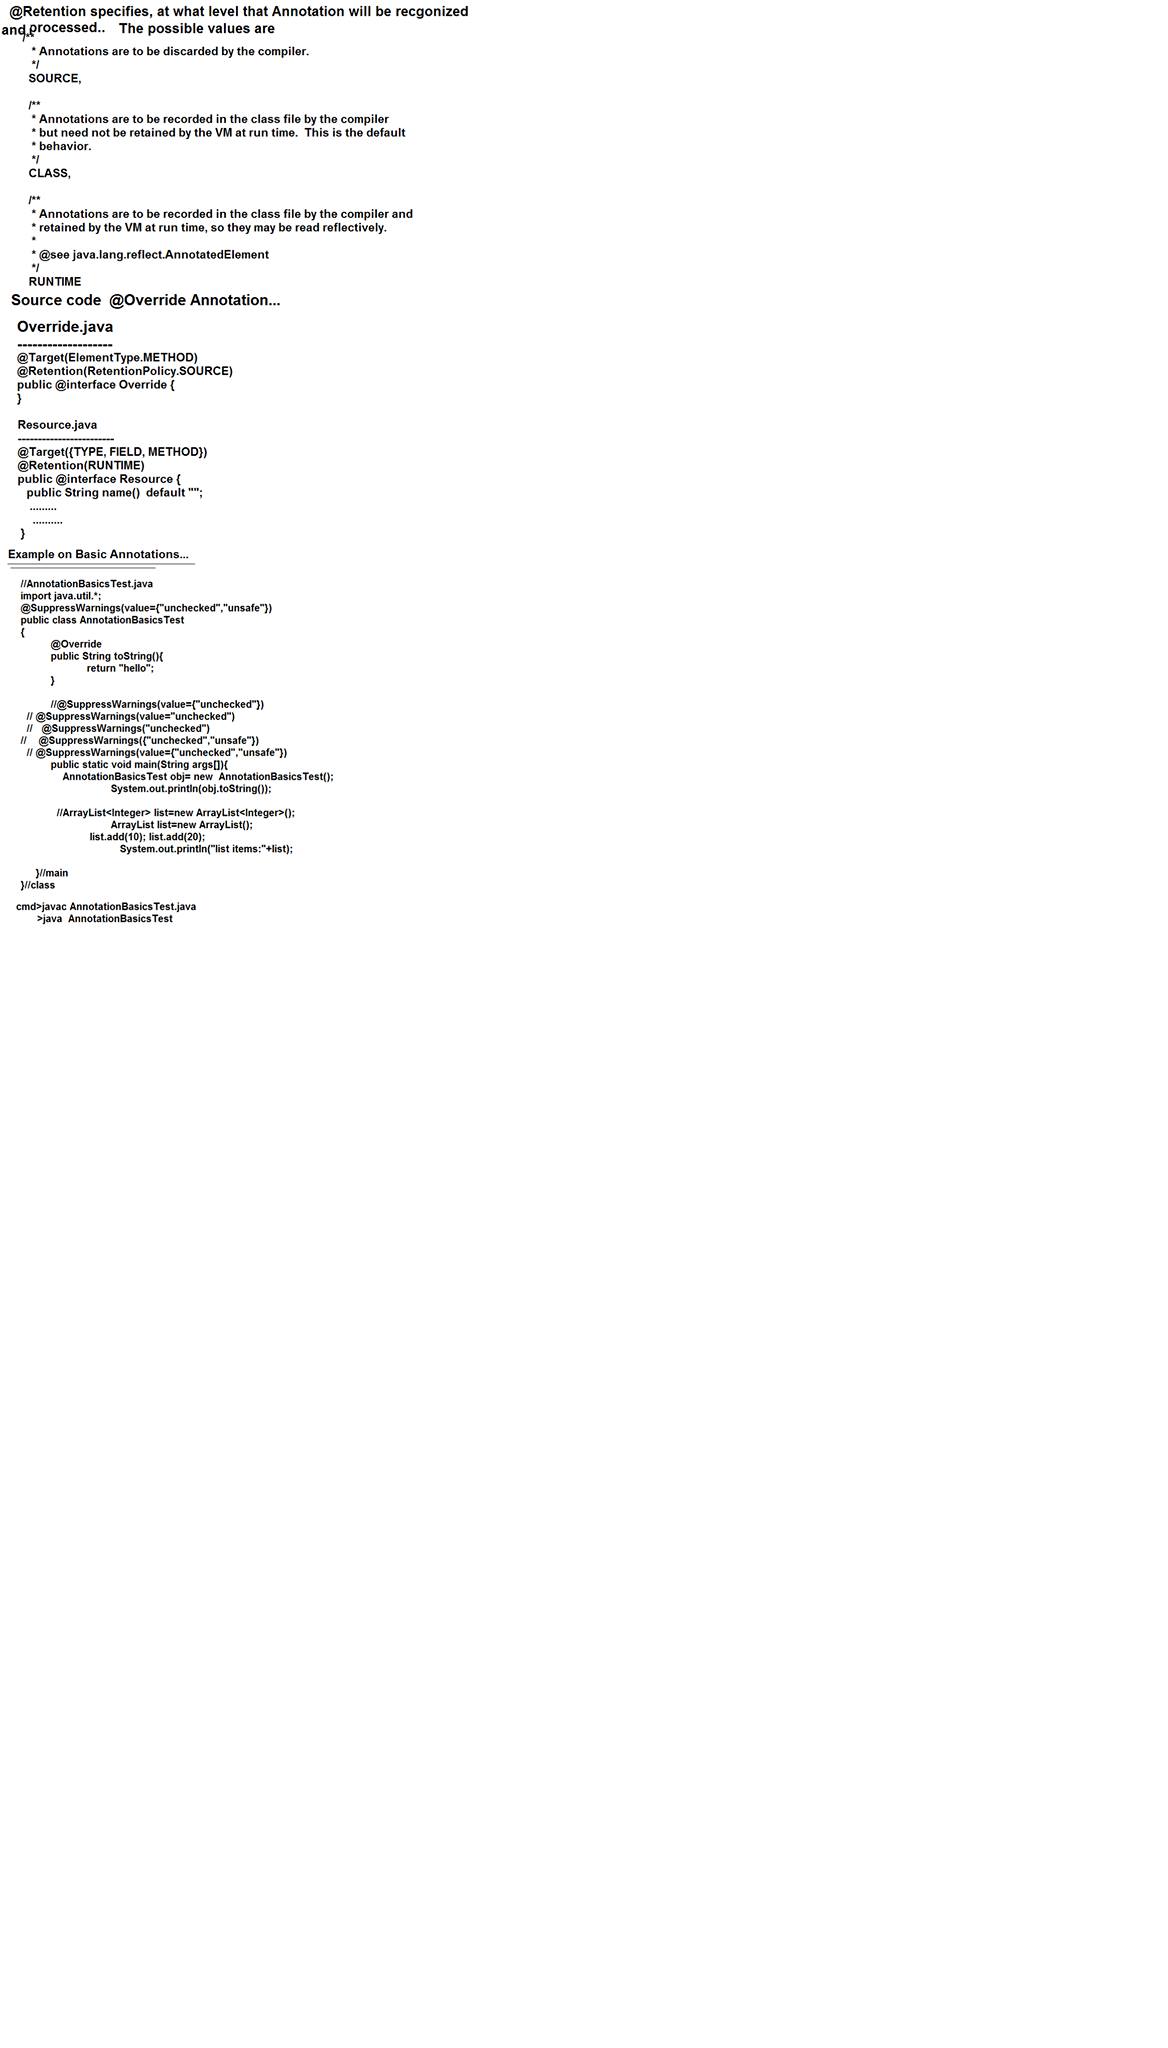 @Retention specifies, at what level that Annotation will be recgonized
and processed..   The possible values are
/**
 * Annotations are to be discarded by the compiler.
 */
SOURCE,

/**
 * Annotations are to be recorded in the class file by the compiler
 * but need not be retained by the VM at run time.  This is the default
 * behavior.
 */
CLASS,

/**
 * Annotations are to be recorded in the class file by the compiler and
 * retained by the VM at run time, so they may be read reflectively.
 *
 * @see java.lang.reflect.AnnotatedElement
 */
RUNTIME
Source code  @Override Annotation...
Override.java
-------------------
@Target(ElementType.METHOD)
@Retention(RetentionPolicy.SOURCE)
public @interface Override {
}

Resource.java
------------------------
@Target({TYPE, FIELD, METHOD})
@Retention(RUNTIME)
public @interface Resource {
   public String name()  default "";
    .........
     ..........
 }
Example on Basic Annotations...

//AnnotationBasicsTest.java
import java.util.*;
@SuppressWarnings(value={"unchecked","unsafe"})
public class AnnotationBasicsTest
{
          @Override
          public String toString(){
                      return "hello";
          }

          //@SuppressWarnings(value={"unchecked"})
  // @SuppressWarnings(value="unchecked")
  //   @SuppressWarnings("unchecked")
//    @SuppressWarnings({"unchecked","unsafe"})
  // @SuppressWarnings(value={"unchecked","unsafe"})
          public static void main(String args[]){
              AnnotationBasicsTest obj= new  AnnotationBasicsTest();
                              System.out.println(obj.toString());

            //ArrayList<Integer> list=new ArrayList<Integer>();
                              ArrayList list=new ArrayList();
                       list.add(10); list.add(20);
                                 System.out.println("list items:"+list);

     }//main
}//class

cmd>javac AnnotationBasicsTest.java
       >java  AnnotationBasicsTest